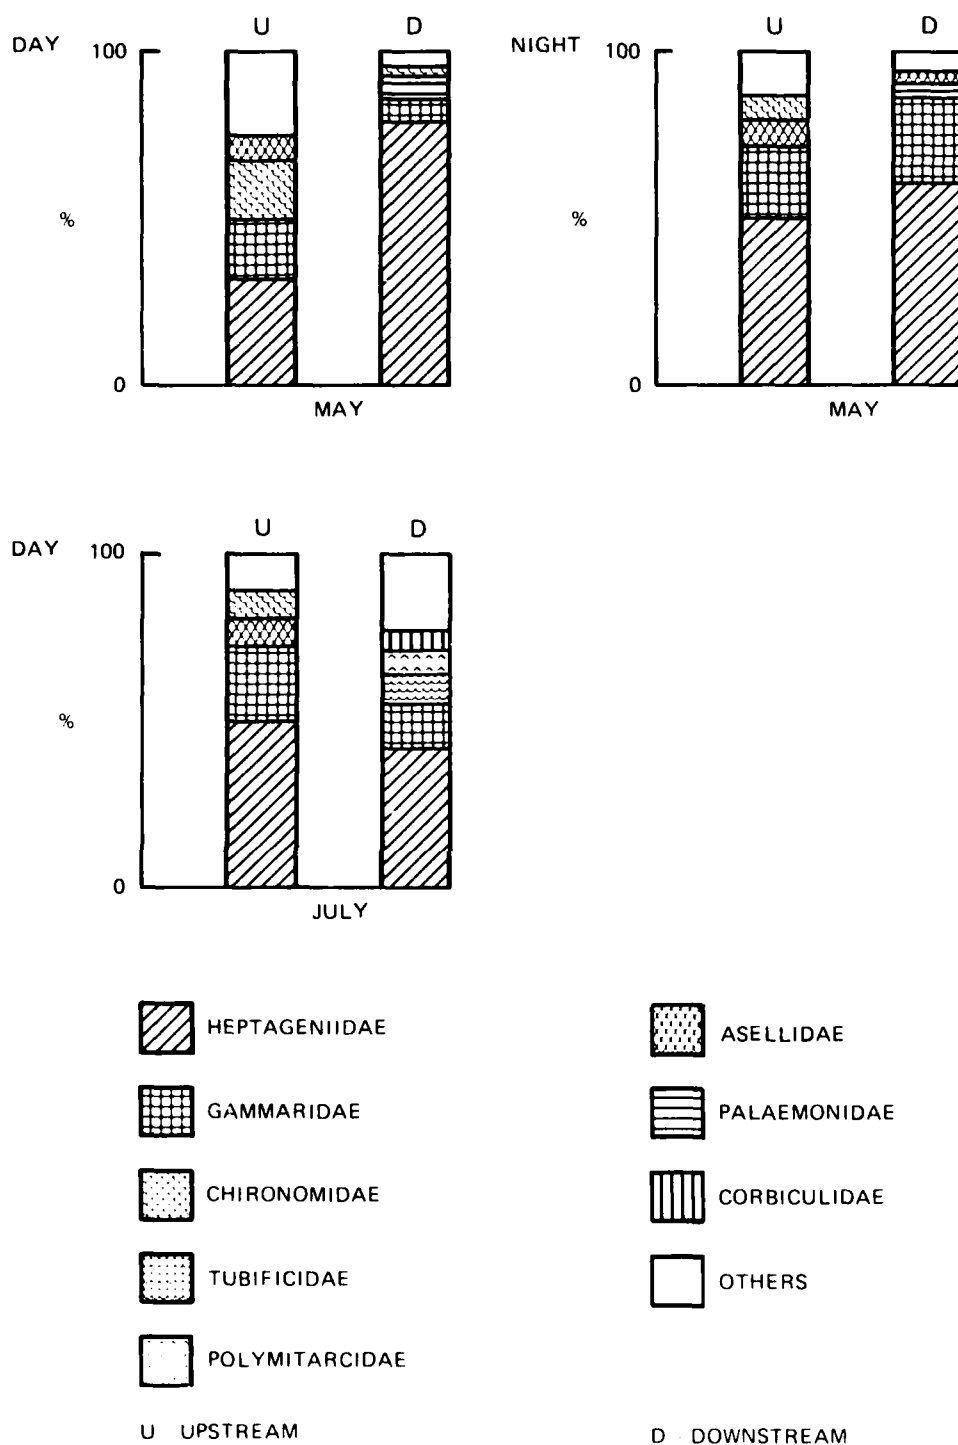 U D
DAY 100
%
0
MAY
U D
NIGHT 100
%
0
MAY
U D
DAY 100
%
0
JULY
HEPTAGENIIDAE
GAMMARIDAE
CHIRONOMIDAE
TUBIFICIDAE
POLYMITARCIDAE
U UPSTREAM
ASELLIDAE
PALAEMONIDAE
CORBICULIDAE
OTHERS
D - DOWNSTREAM